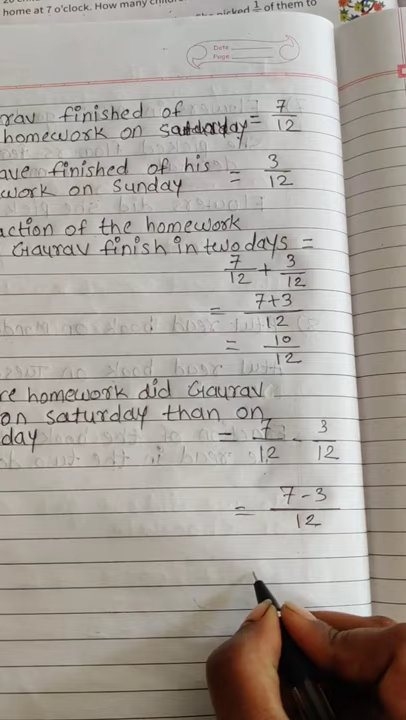 home at 7 o'clock. How many
She picked 1/4 of them to
Date
Page
rav finished of
homework on Saturday = 7/12
ave finished of his
work on Sunday = 3/12
action of the homework
Gaurav finish in two days =
7/12 + 3/12
= 7+3/12
= 10/12
re homework did Gaurav
on saturday than on
day = 7/12 - 3/12
= 7-3/12